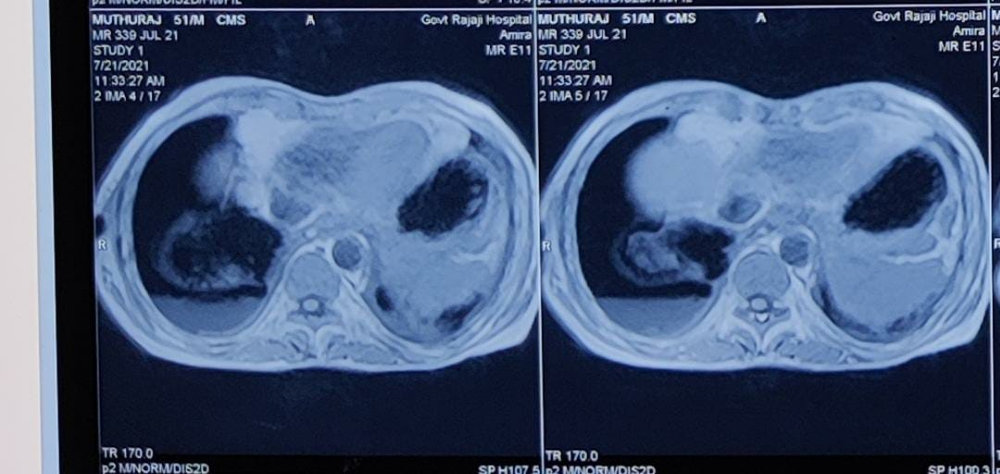 MUTHURAJ 51/M CMS A Govt Rajaji Hospital
MR 339 JUL 21 Amira
STUDY 1 MR E11
7/21/2021
11:33:27 AM
2 IMA 4 / 17
R
TR 170.0
p2 M/NORM/DIS2D SP H107.5
MUTHURAJ 51/M CMS A Govt Rajaji Hospital
MR 339 JUL 21 Amira
STUDY 1 MR E11
7/21/2021
11:33:27 AM
2 IMA 5 / 17
R
TR 170.0
p2 M/NORM/DIS2D SP H100.3